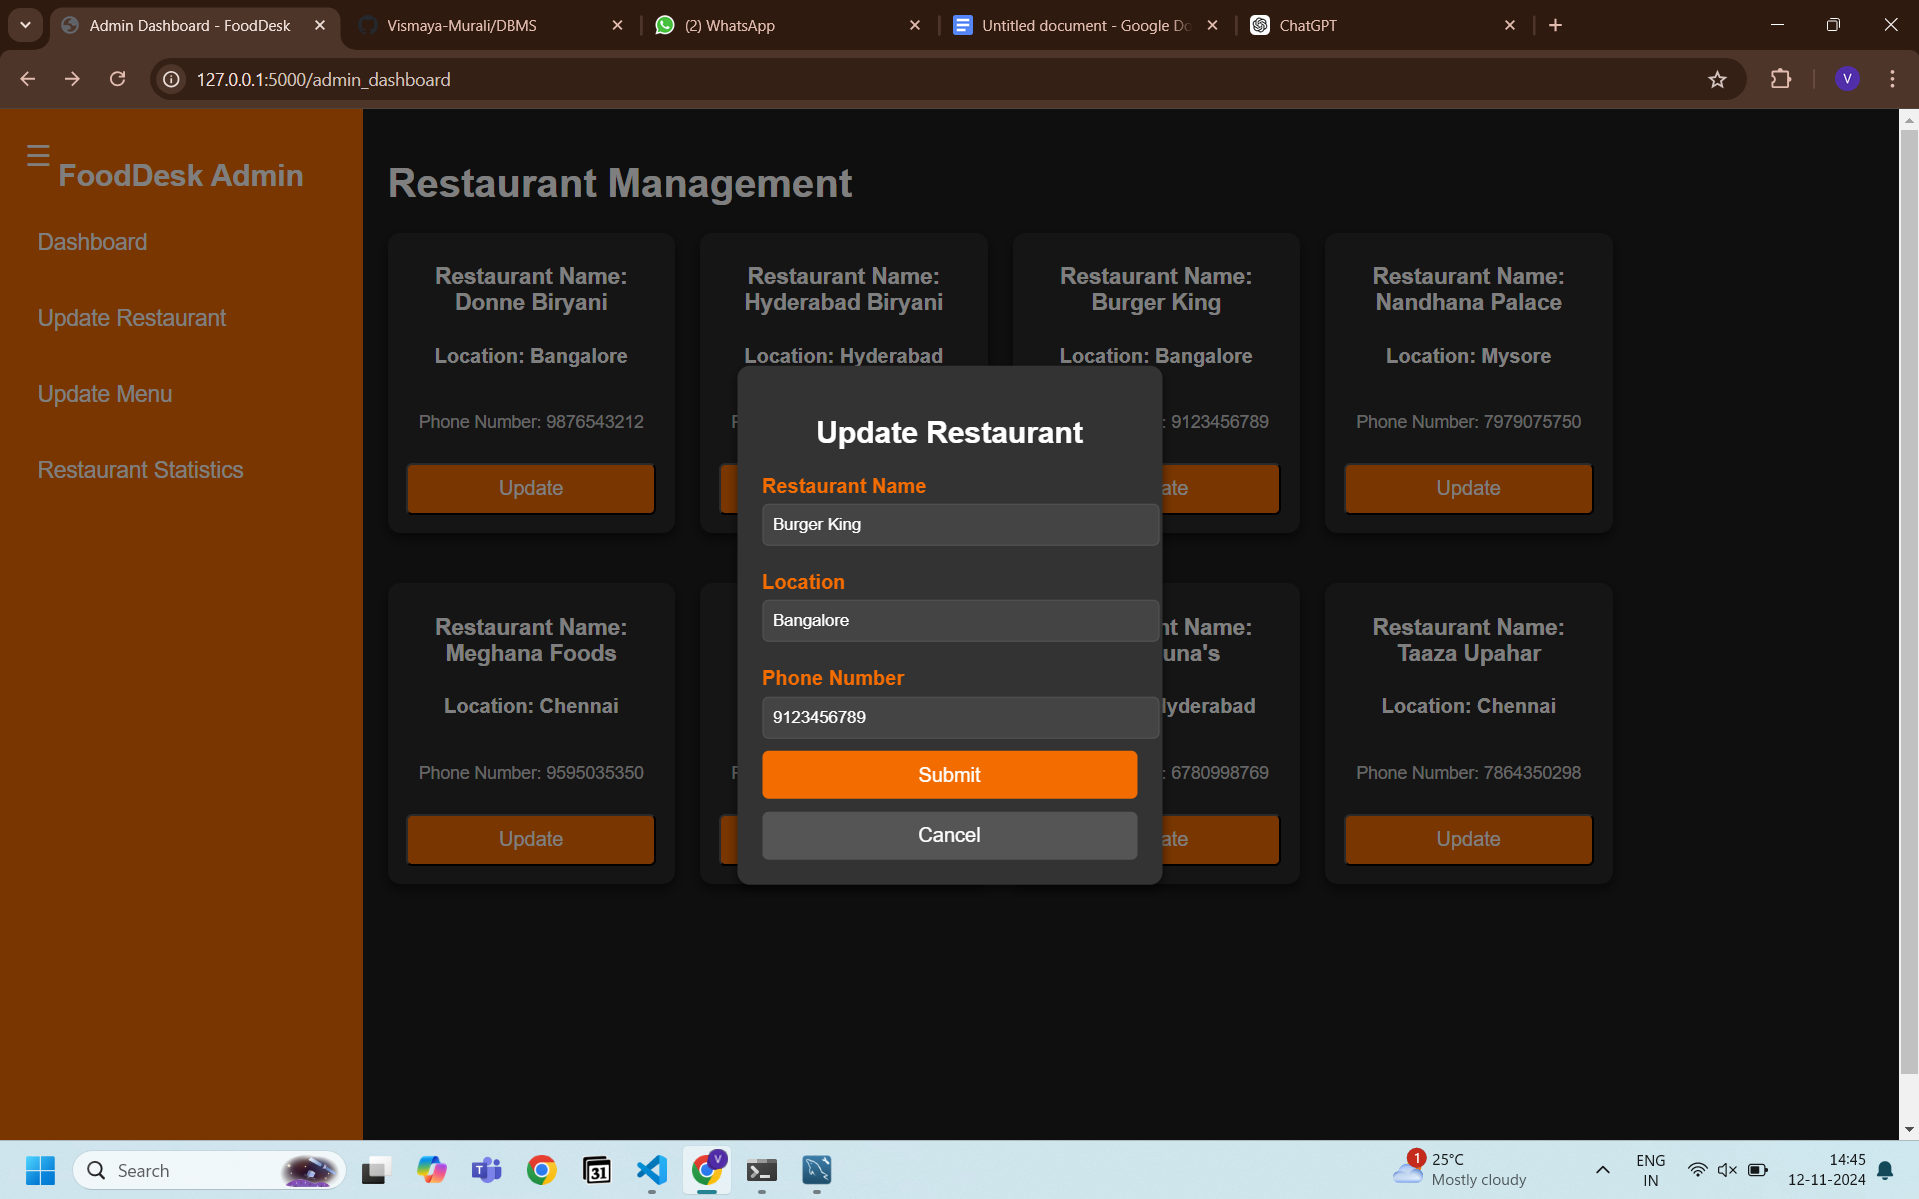 Admin Dashboard - FoodDesk
Vismaya-Murali/DBMS
(2) WhatsApp
Untitled document - Google Do
ChatGPT
127.0.0.1:5000/admin_dashboard
V
FoodDesk Admin
Dashboard
Update Restaurant
Update Menu
Restaurant Statistics
Restaurant Management
Restaurant Name:
Donne Biryani
Location: Bangalore
Phone Number: 9876543212
Update
Restaurant Name:
Hyderabad Biryani
Location: Hyderabad
Restaurant Name:
Burger King
Location: Bangalore
: 9123456789
ate
Restaurant Name:
Nandhana Palace
Location: Mysore
Phone Number: 7979075750
Update
Update Restaurant
Restaurant Name
Burger King
Location
Bangalore
Phone Number
9123456789
Submit
Cancel
Restaurant Name:
Meghana Foods
Location: Chennai
Phone Number: 9595035350
Update
nt Name:
una's
lyderabad
: 6780998769
ate
Restaurant Name:
Taaza Upahar
Location: Chennai
Phone Number: 7864350298
Update
Search
31
V
1
25°C
Mostly cloudy
ENG
IN
14:45
12-11-2024